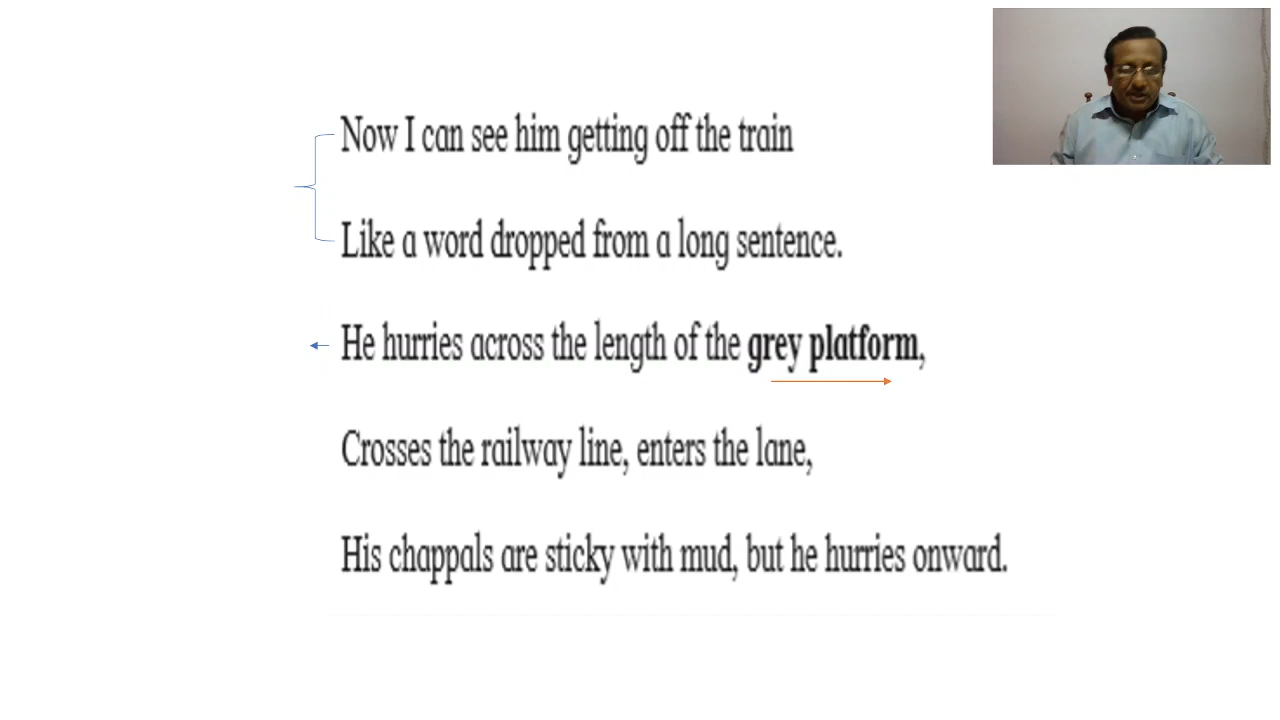 Now I can see him getting off the train
Like a word dropped from a long sentence.
He hurries across the length of the grey platform,
Crosses the railway line, enters the lane,
His chappals are sticky with mud, but he hurries onward.